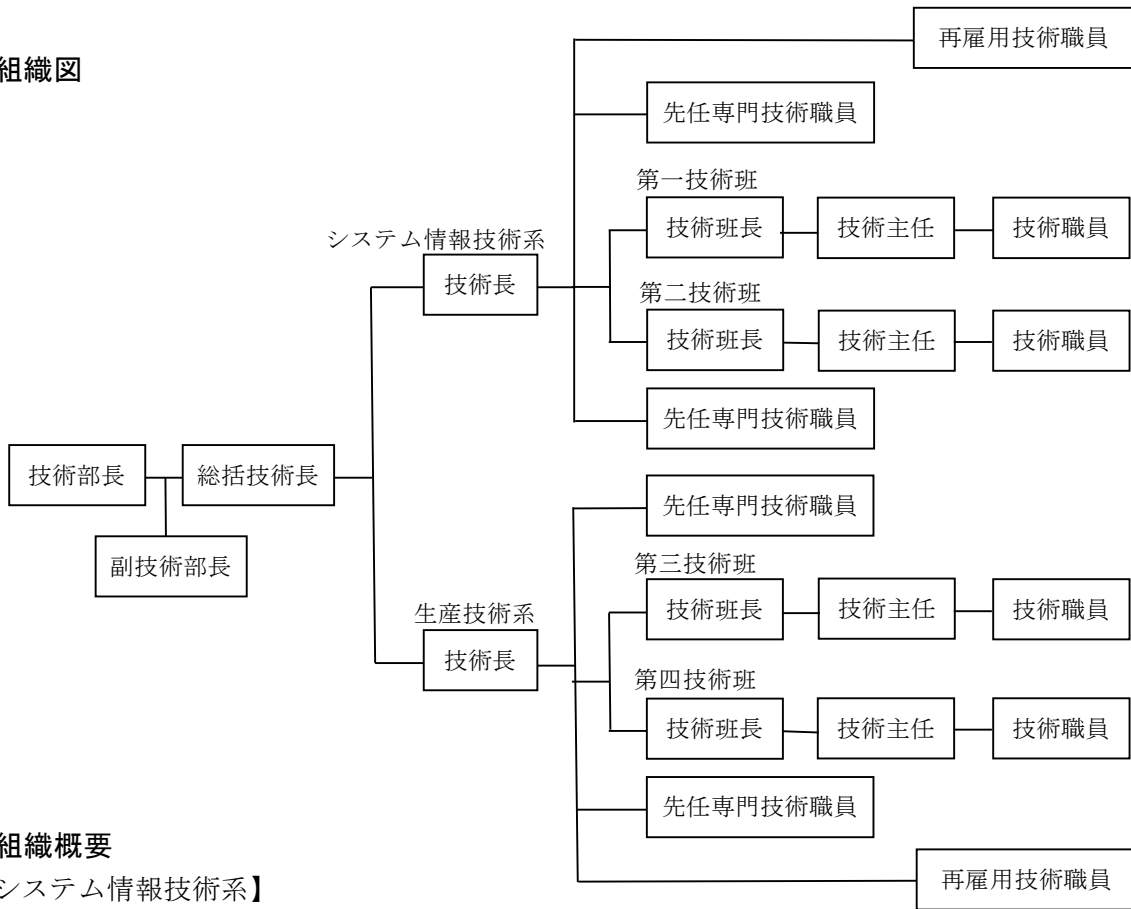 組織図
再雇用技術職員
先任専門技術職員
第一技術班
技術班長
技術主任
技術職員
システム情報技術系
技術長
第二技術班
技術班長
技術主任
技術職員
先任専門技術職員
技術部長
総括技術長
副技術部長
先任専門技術職員
第三技術班
技術班長
技術主任
技術職員
生産技術系
技術長
第四技術班
技術班長
技術主任
技術職員
先任専門技術職員
再雇用技術職員
組織概要
システム情報技術系】